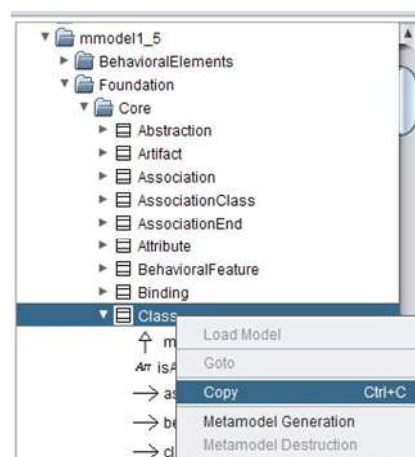 mmodel1_5
BehavioralElements
Foundation
Core
Abstraction
Artifact
Association
AssociationClass
AssociationEnd
Attribute
BehavioralFeature
Binding
Class
Load Model
Goto
Copy Ctrl+C
Metamodel Generation
Metamodel Destruction